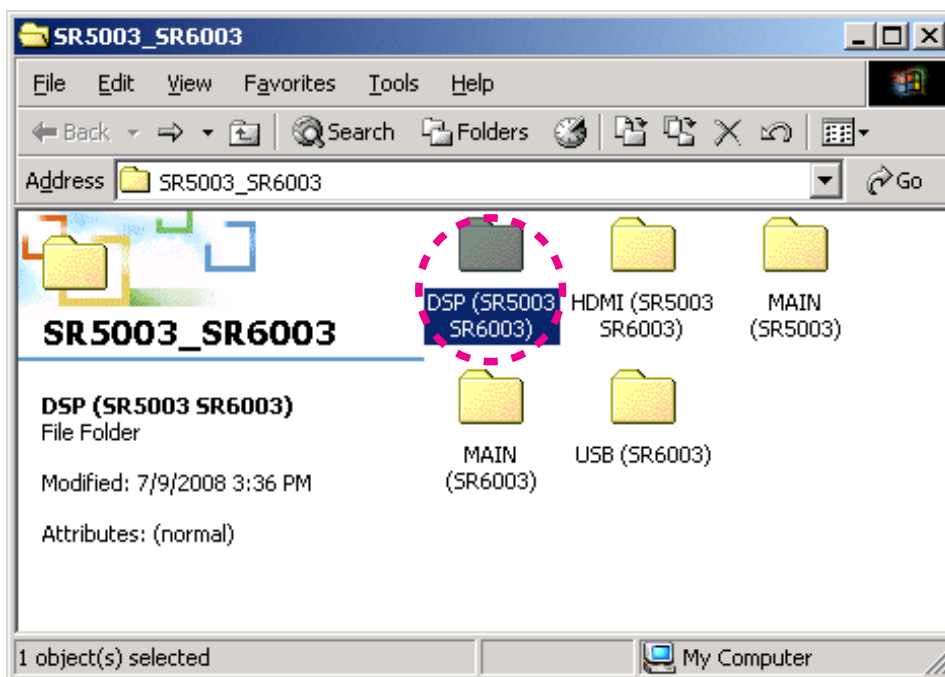 SR5003_SR6003
File Edit View Favorites Tools Help
Back Search Folders
Address SR5003_SR6003 Go
SR5003_SR6003
DSP (SR5003 SR6003)
File Folder
Modified: 7/9/2008 3:36 PM
Attributes: (normal)
DSP (SR5003
SR6003)
HDMI (SR5003
SR6003)
MAIN
(SR5003)
MAIN
(SR6003)
USB (SR6003)
1 object(s) selected
My Computer